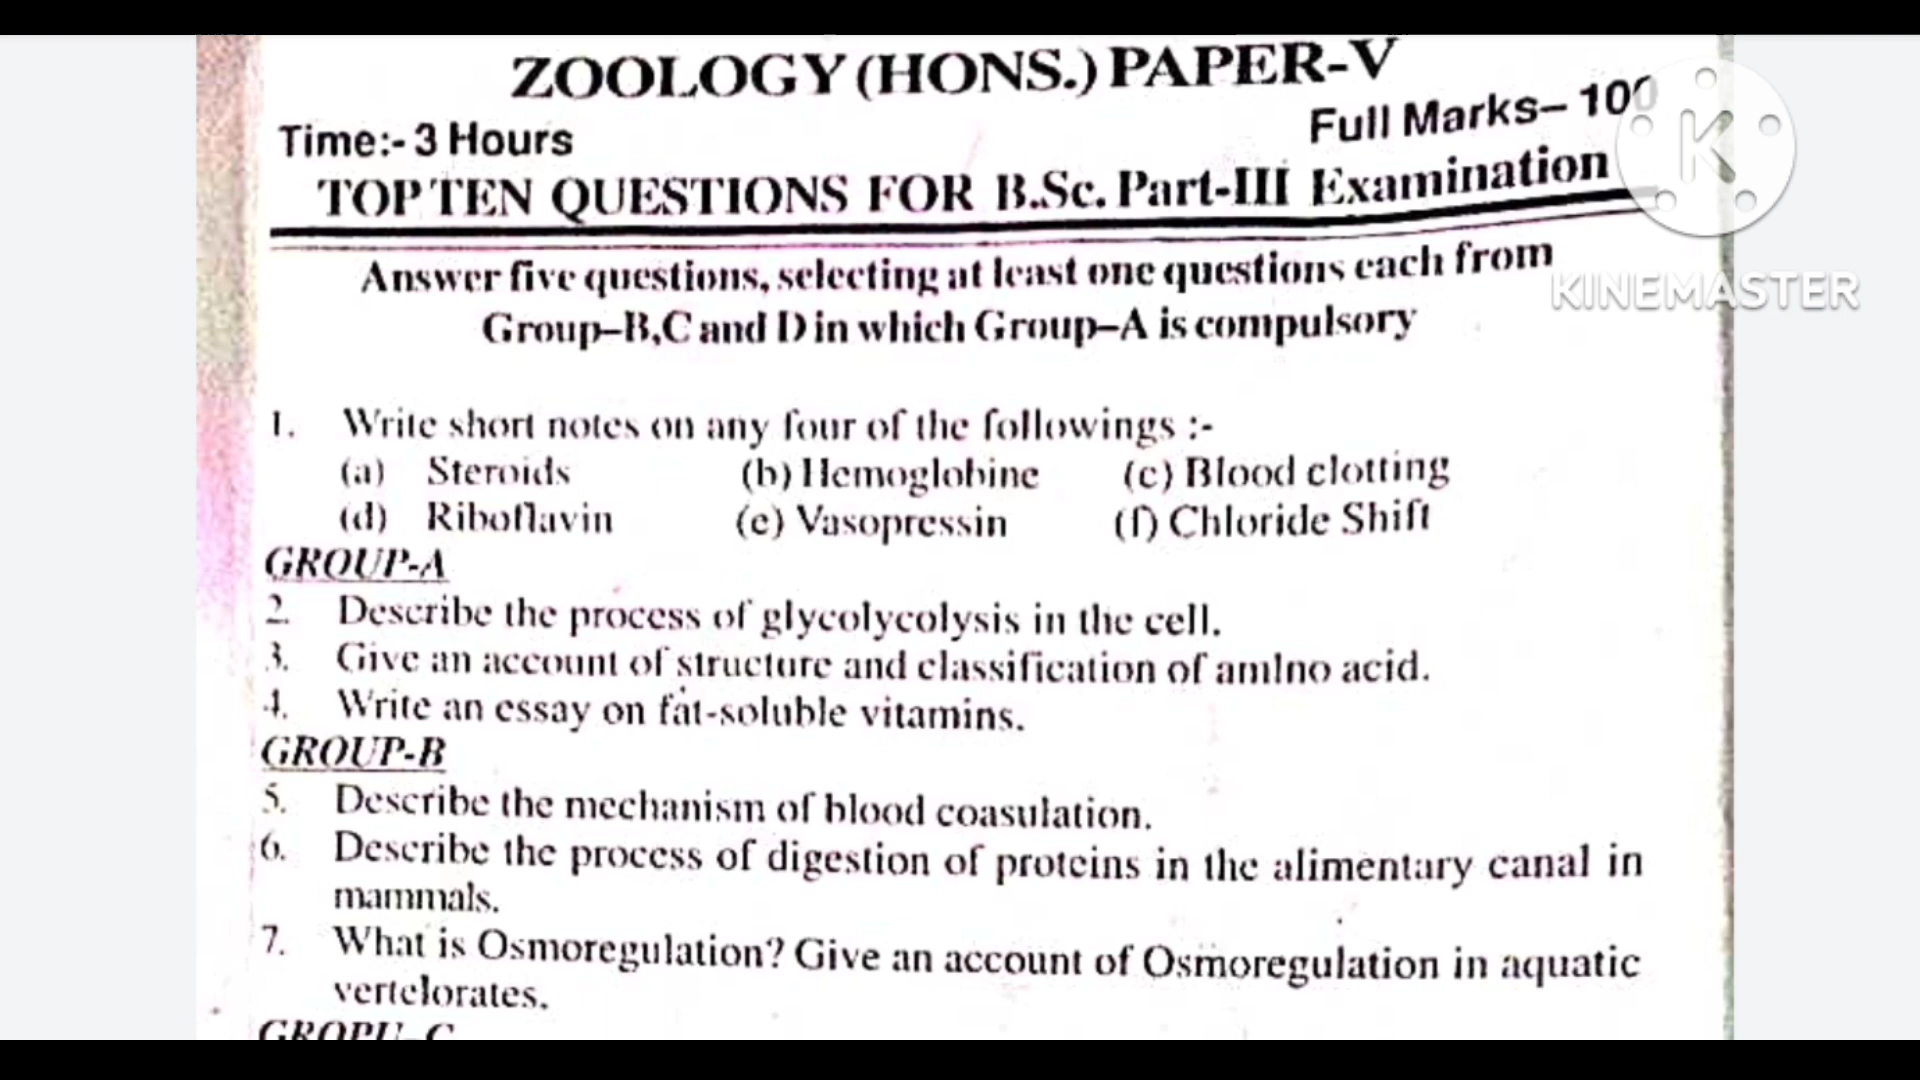 ZOOLOGY (HONS.) PAPER-V
Time:- 3 Hours
Full Marks– 100
TOP TEN QUESTIONS FOR B.Sc. Part-III Examination
Answer five questions, selecting at least one questions each from
Group–B,C and D in which Group–A is compulsory
1. Write short notes on any four of the followings :-
(a) Steroids (b) Hemoglobine (c) Blood clotting
(d) Riboflavin (e) Vasopressin (f) Chloride Shift
GROUP-A
2. Describe the process of glycolycolysis in the cell.
3. Give an account of structure and classification of amlno acid.
4. Write an essay on fat-soluble vitamins.
GROUP-B
5. Describe the mechanism of blood coasulation.
6. Describe the process of digestion of proteins in the alimentary canal in
mammals.
7. What is Osmoregulation? Give an account of Osmoregulation in aquatic
vertelorates.
GROPU-C
K
KINEMASTER